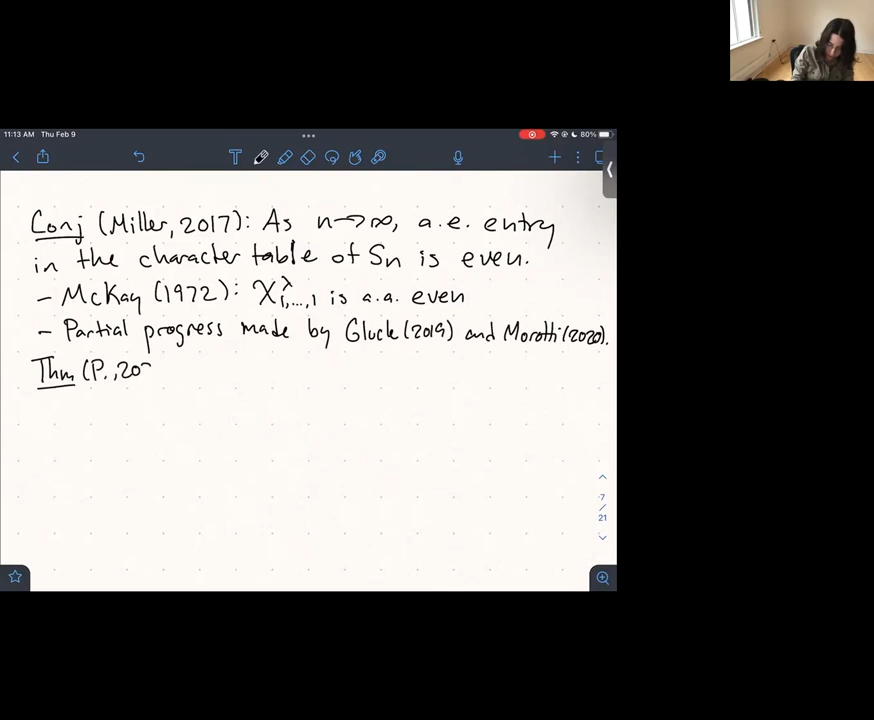 11:13 AM Thu Feb 9
80%
Conj (Miller, 2017): As n→∞, a.e. entry
in the character table of Sn is even.
- McKay (1972): χ^λ_{1,...,1} is a.a. even
- Partial progress made by Gluck (2019) and Morotti (2020).
Thm (P., 20
7
/
21